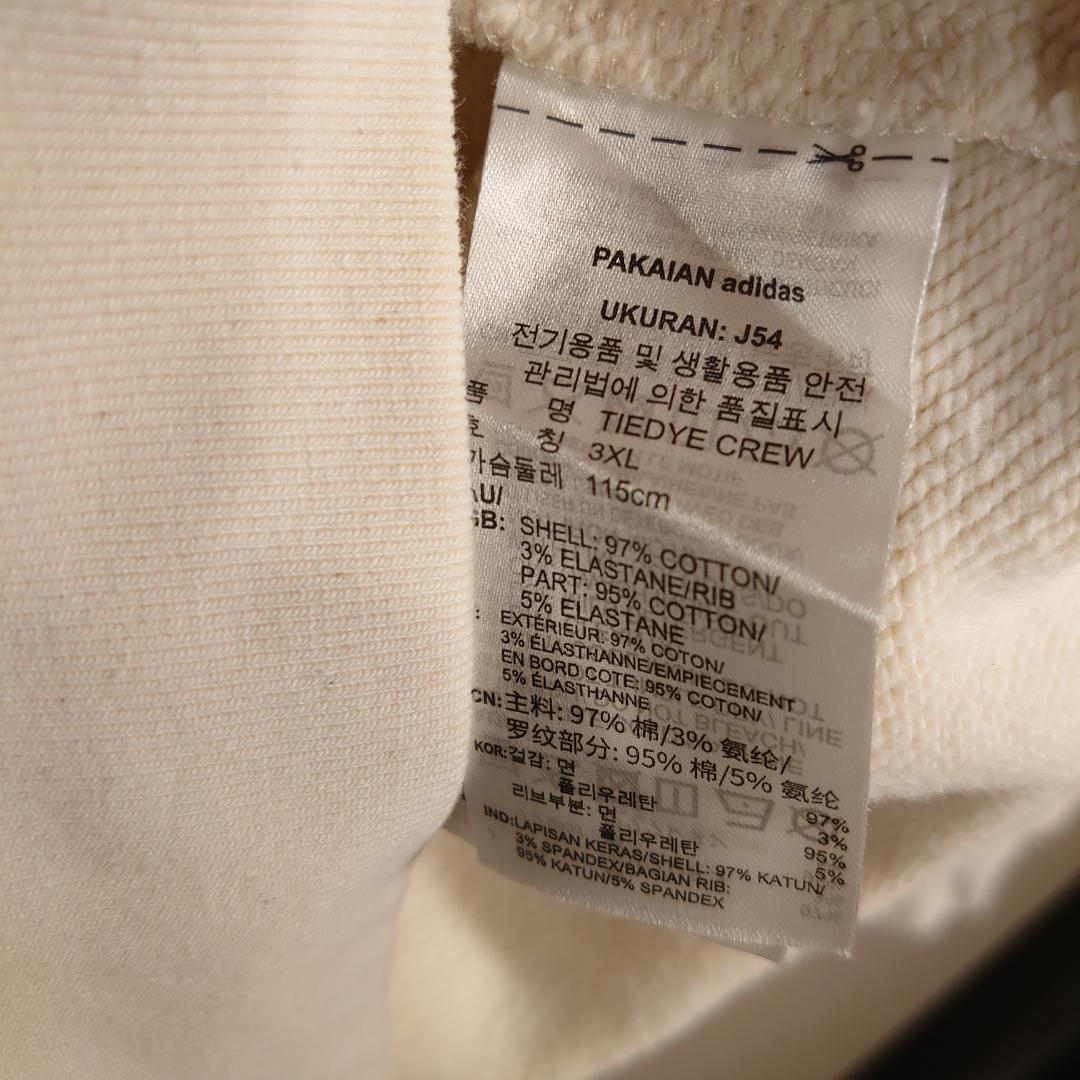 PAKAIAN adidas
UKURAN: J54
전기용품 및 생활용품 안전
관리법에 의한 품질표시
품 명 TIEDYE CREW
호 칭 3XL
가슴둘레 115cm
AU/
GB: SHELL: 97% COTTON/
3% ELASTANE/RIB
PART: 95% COTTON/
5% ELASTANE
: EXTÉRIEUR: 97% COTON/
3% ÉLASTHANNE/EMPIÈCEMENT
EN BORD COTE: 95% COTON/
5% ÉLASTHANNE
CN: 主料: 97% 棉/3% 氨纶/
罗纹部分: 95% 棉/5% 氨纶
KOR: 겉감: 면 97%
폴리우레탄 3%
리브부분: 면 95%
폴리우레탄 5%
IND: LAPISAN KERAS/SHELL: 97% KATUN/
3% SPANDEX/BAGIAN RIB:
95% KATUN/5% SPANDEX